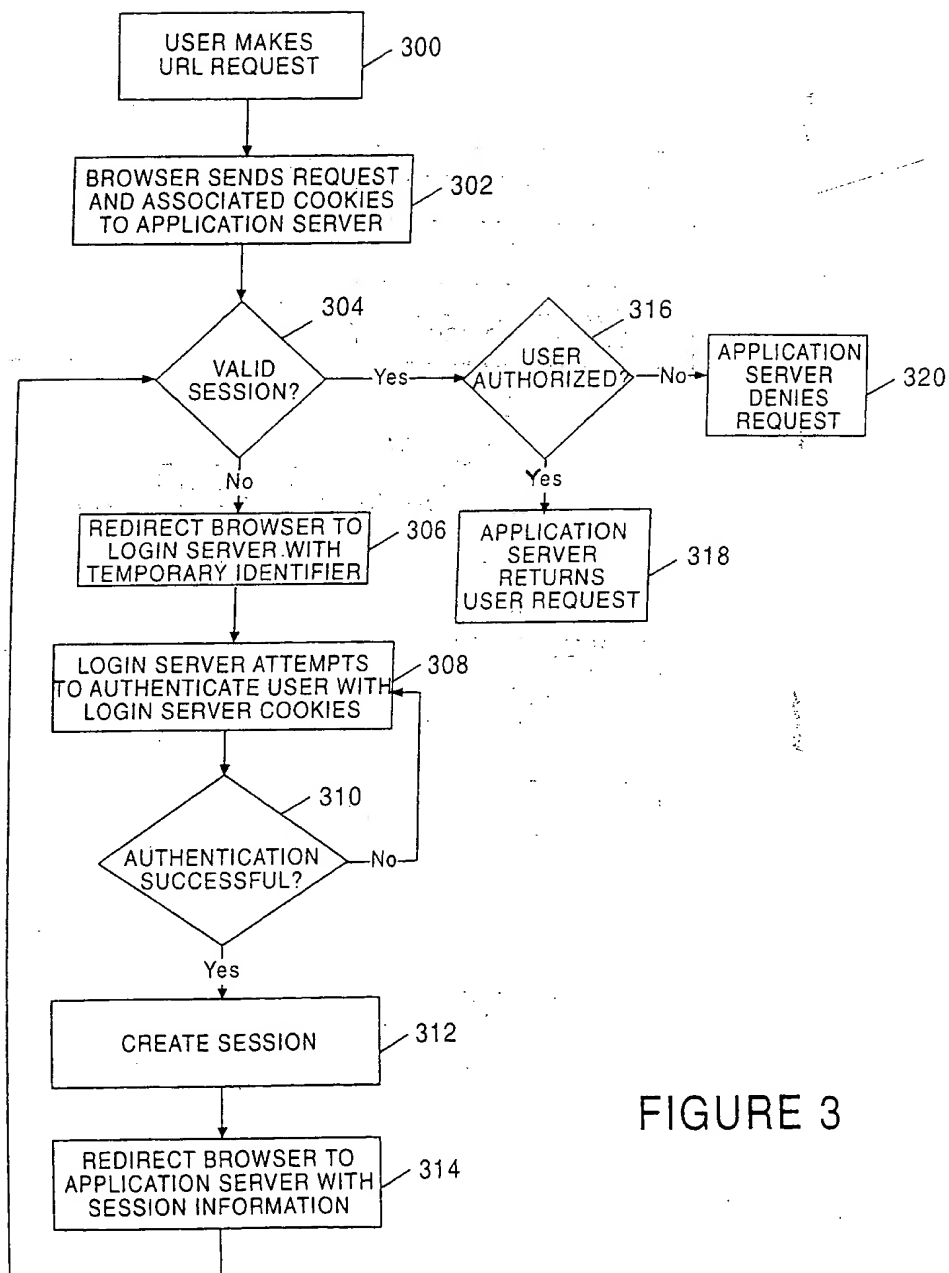 USER MAKES
URL REQUEST
300
BROWSER SENDS REQUEST
AND ASSOCIATED COOKIES
TO APPLICATION SERVER
302
304
VALID
SESSION?
Yes
316
USER
AUTHORIZED?
No
APPLICATION
SERVER
DENIES
REQUEST
320
No
Yes
REDIRECT BROWSER TO
LOGIN SERVER WITH
TEMPORARY IDENTIFIER
306
APPLICATION
SERVER
RETURNS
USER REQUEST
318
LOGIN SERVER ATTEMPTS
TO AUTHENTICATE USER WITH
LOGIN SERVER COOKIES
308
310
AUTHENTICATION
SUCCESSFUL?
No
Yes
CREATE SESSION
312
REDIRECT BROWSER TO
APPLICATION SERVER WITH
SESSION INFORMATION
314
FIGURE 3